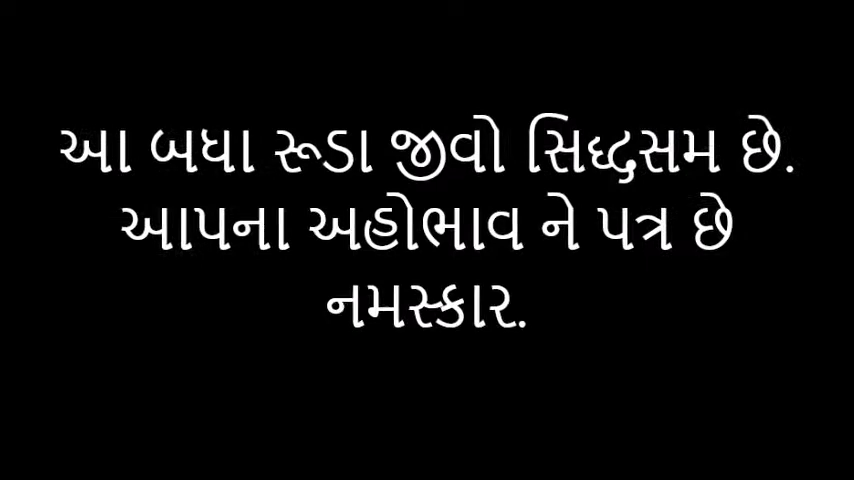 આ બધા રૂડા જીવો સિદ્ધસમ છે.
આપના અહોભાવ ને પત્ર છે
નમસ્કાર.